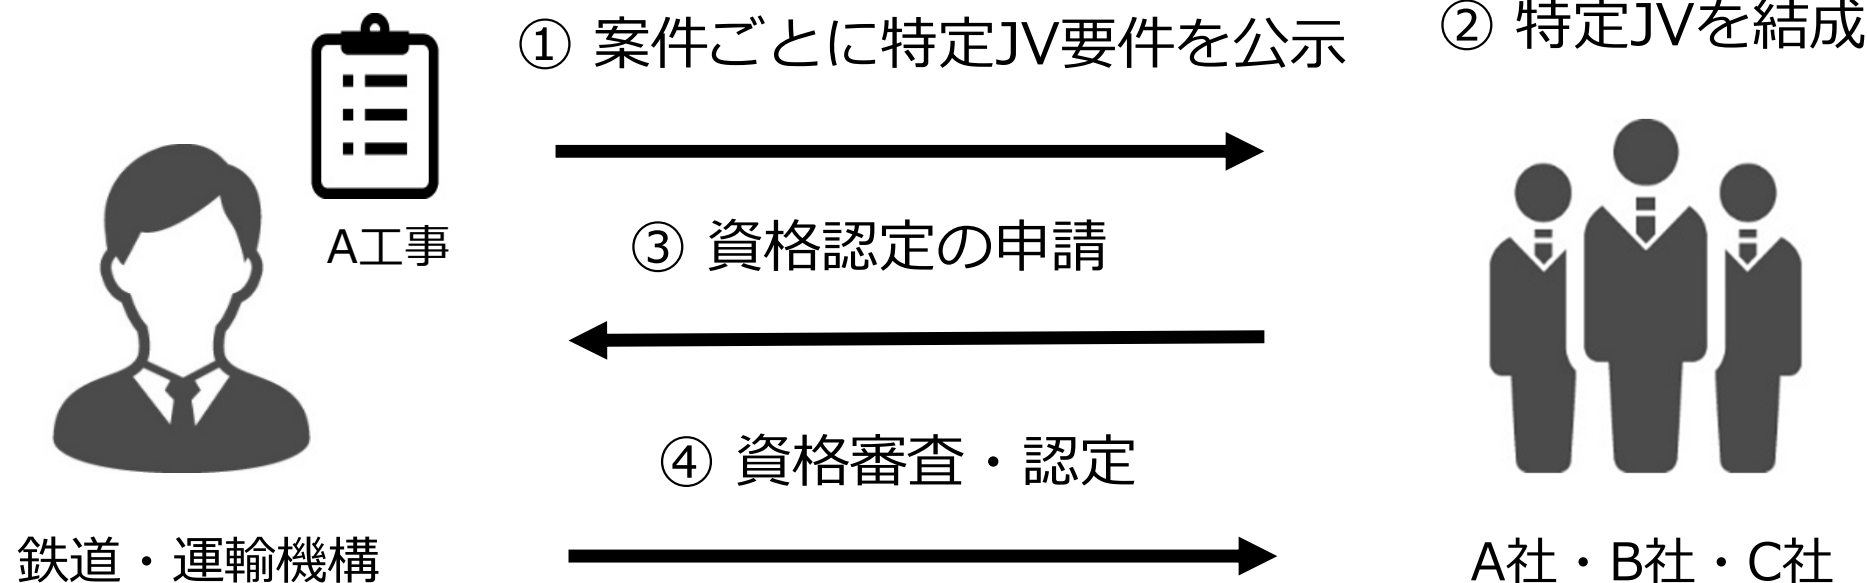 ① 案件ごとに特定JV要件を公示
② 特定JVを結成
A工事
③ 資格認定の申請
④ 資格審査・認定
鉄道・運輸機構
A社・B社・C社